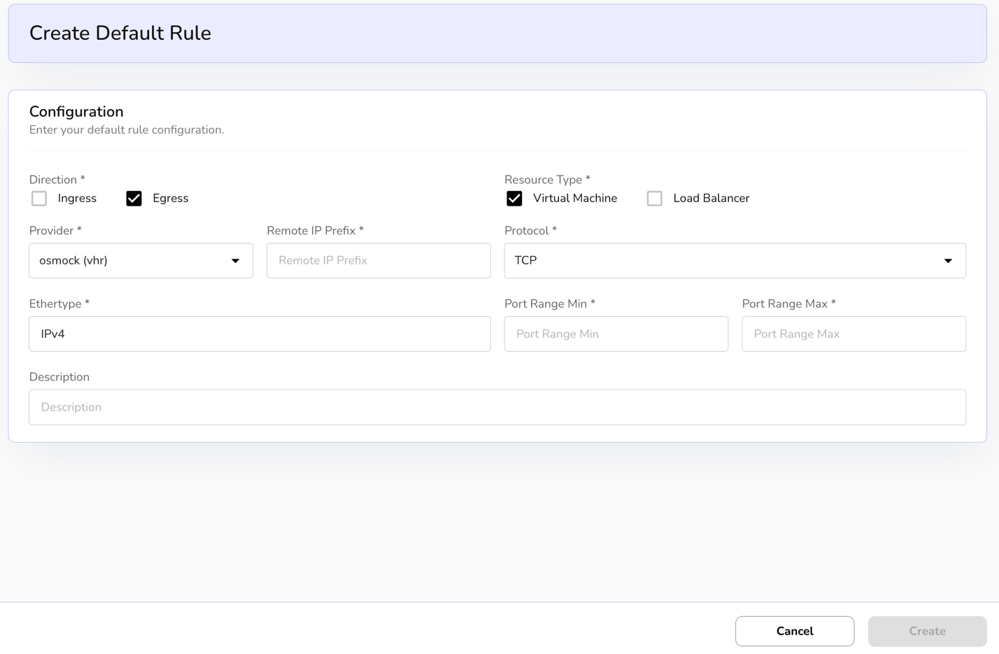 Create Default Rule
Configuration
Enter your default rule configuration.
Direction *
Ingress
Egress
Resource Type *
Virtual Machine
Load Balancer
Provider *
osmock (vhr)
Remote IP Prefix *
Remote IP Prefix
Protocol *
TCP
Ethertype *
IPv4
Port Range Min *
Port Range Min
Port Range Max *
Port Range Max
Description
Description
Cancel
Create